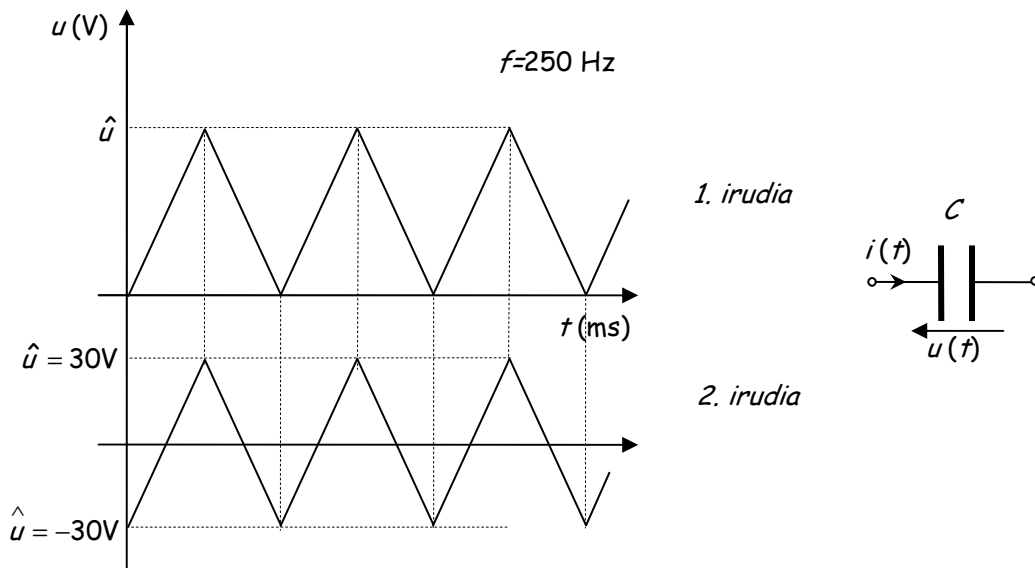 u (V)
f=250 Hz
û
1. irudia
C
i (t)
t (ms)
u (t)
û = 30V
2. irudia
û = −30V